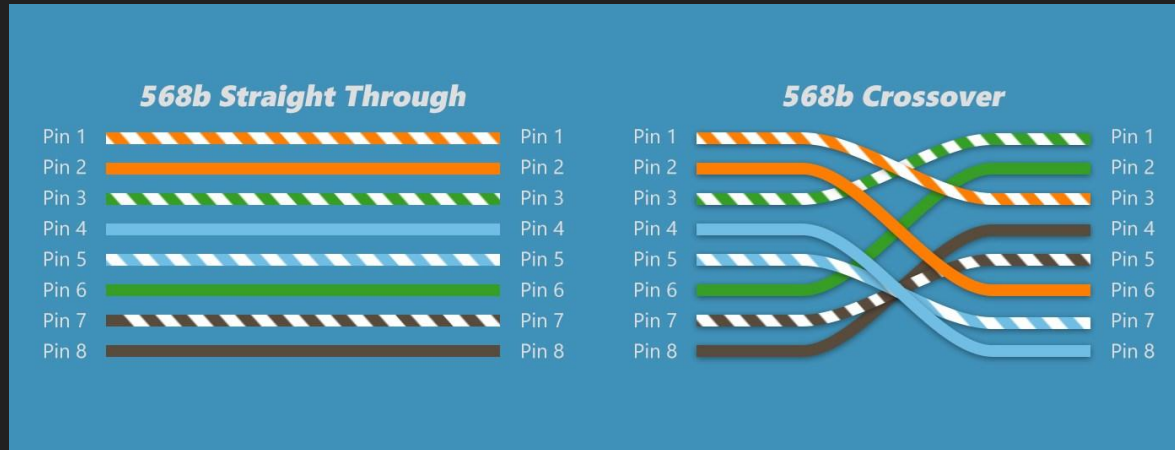 568b Straight Through
Pin 1 Pin 1
Pin 2 Pin 2
Pin 3 Pin 3
Pin 4 Pin 4
Pin 5 Pin 5
Pin 6 Pin 6
Pin 7 Pin 7
Pin 8 Pin 8
568b Crossover
Pin 1 Pin 1
Pin 2 Pin 2
Pin 3 Pin 3
Pin 4 Pin 4
Pin 5 Pin 5
Pin 6 Pin 6
Pin 7 Pin 7
Pin 8 Pin 8